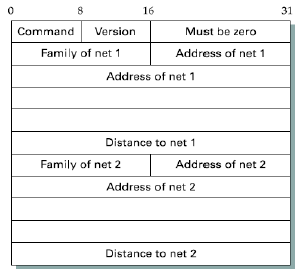 0 8 16 31
Command Version Must be zero
Family of net 1 Address of net 1
Address of net 1
Distance to net 1
Family of net 2 Address of net 2
Address of net 2
Distance to net 2